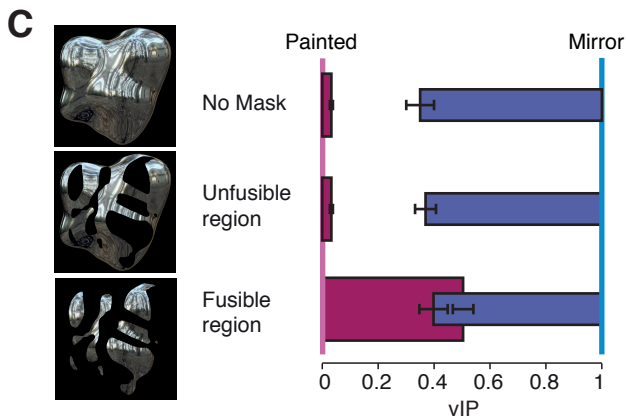 C
Painted Mirror
No Mask
Unfusible
region
Fusible
region
0 0.2 0.4 0.6 0.8 1
vIP